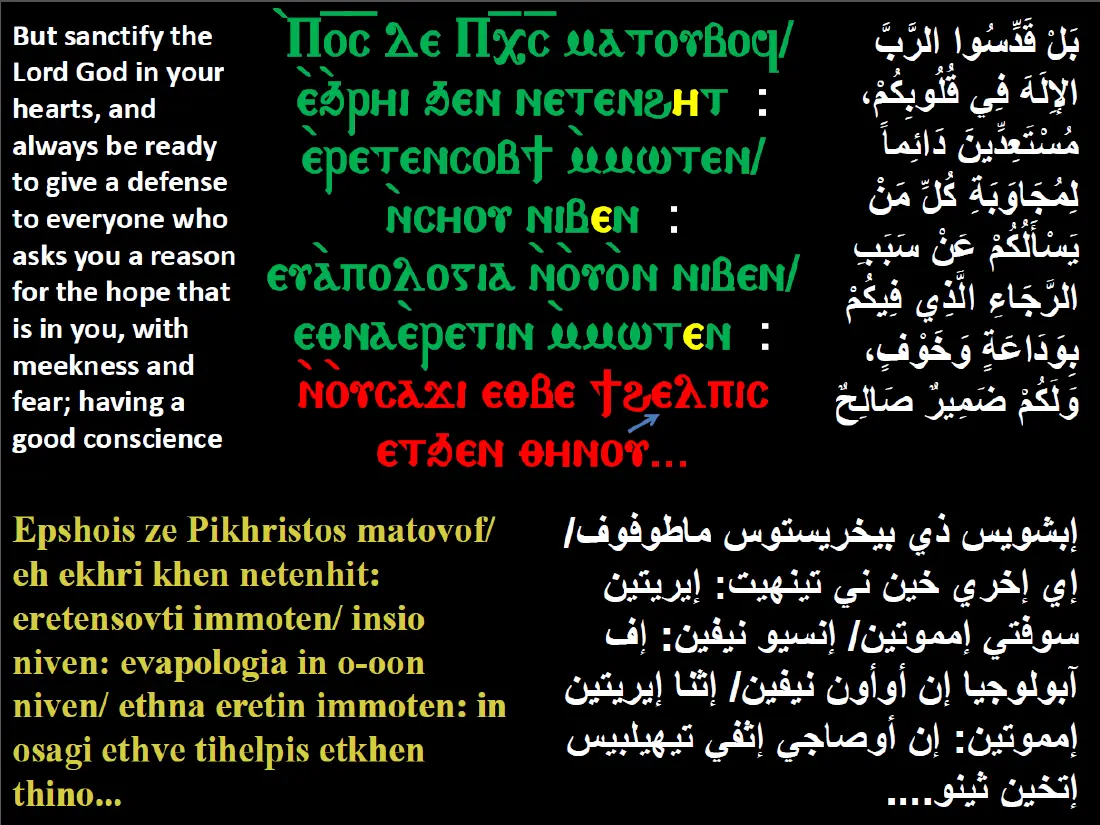 But sanctify the
Lord God in your
hearts, and
always be ready
to give a defense
to everyone who
asks you a reason
for the hope that
is in you, with
meekness and
fear; having a
good conscience
Ⲡ̀ⲟ̅ⲥ̅ ⲇⲉ Ⲡⲭ̅ⲥ̅ ⲙⲁⲧⲟⲩⲃⲟϥ/
ⲉ̀ϧ̀ⲣⲏⲓ ϧⲉⲛ ⲛⲉⲧⲉⲛϩⲏⲧ :
ⲉ̀ⲣⲉⲧⲉⲛⲥⲟⲃϯ ⲙ̀ⲙⲱⲧⲉⲛ/
ⲛ̀ⲥⲏⲟⲩ ⲛⲓⲃⲉⲛ :
ⲉⲩⲁ̀ⲡⲟⲗⲟⲅⲓⲁ ⲛ̀ⲟ̀ⲩⲟ̀ⲛ ⲛⲓⲃⲉⲛ/
ⲉⲑⲛⲁⲉ̀ⲣⲉⲧⲓⲛ ⲙ̀ⲙⲱⲧⲉⲛ :
ⲛ̀ⲟ̀ⲩⲥⲁϫⲓ ⲉⲑⲃⲉ ϯϩⲉⲗⲡⲓⲥ
ⲉⲧϧⲉⲛ ⲑⲏⲛⲟⲩ...
بَلْ قَدِّسُوا الرَّبَّ
الإِلَهَ فِي قُلُوبِكُمْ،
مُسْتَعِدِّينَ دَائِماً
لِمُجَاوَبَةِ كُلِّ مَنْ
يَسْأَلُكُمْ عَنْ سَبَبِ
الرَّجَاءِ الَّذِي فِيكُمْ
بِوَدَاعَةٍ وَخَوْفٍ،
وَلَكُمْ ضَمِيرٌ صَالِحٌ
Epshois ze Pikhristos matovof/
eh ekhri khen netenhit:
eretensovti immoten/ insio
niven: evapologia in o-oon
niven/ ethna eretin immoten: in
osagi ethve tihelpis etkhen
thino...
إبشويس ذي بيخريستوس ماطوفوف/
إي إخري خين ني تينهيت: إيريتين
سوفتي إمموتين/ إنسيو نيفين: إف
آبولوجيا إن أوأون نيفين/ إثنا إيريتين
إمموتين: إن أوصاجي إثفي تيهيلبيس
إتخين ثينو....